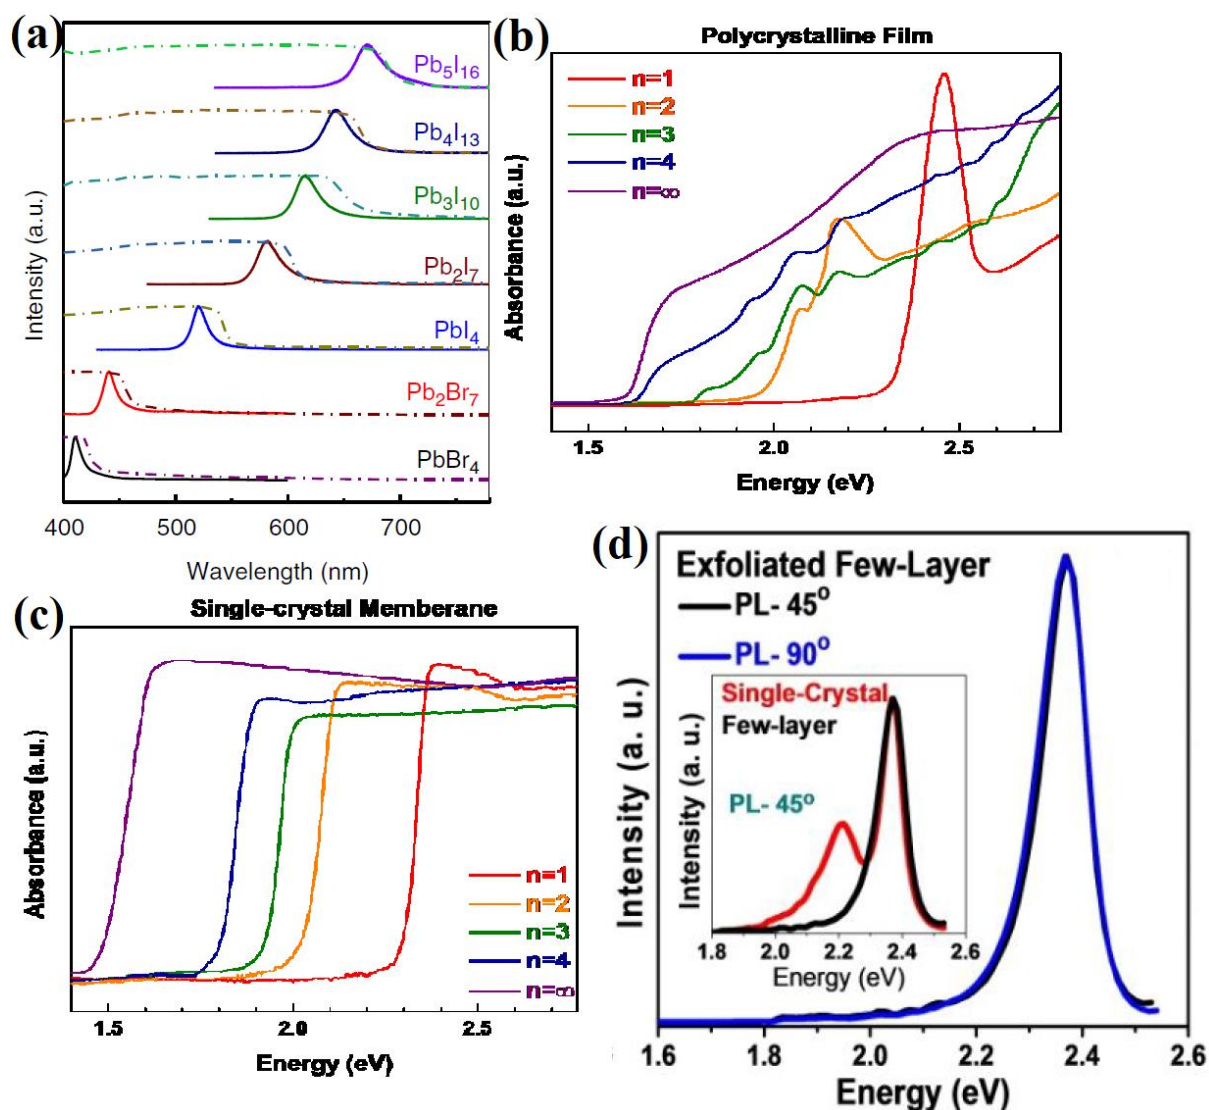 (a)
Pb5I16
Pb4I13
Pb3I10
Pb2I7
PbI4
Pb2Br7
PbBr4
Intensity (a.u.)
400 500 600 700
Wavelength (nm)
(b)
Polycrystalline Film
n=1
n=2
n=3
n=4
n=∞
Absorbance (a.u.)
1.5 2.0 2.5
Energy (eV)
(c)
Single-crystal Memberane
Absorbance (a.u.)
n=1
n=2
n=3
n=4
n=∞
1.5 2.0 2.5
Energy (eV)
(d)
Exfoliated Few-Layer
PL- 45°
PL- 90°
Single-Crystal
Few-layer
PL- 45°
Intensity (a. u.)
1.8 2.0 2.2 2.4 2.6
Energy (eV)
Intensity (a. u.)
1.6 1.8 2.0 2.2 2.4 2.6
Energy (eV)